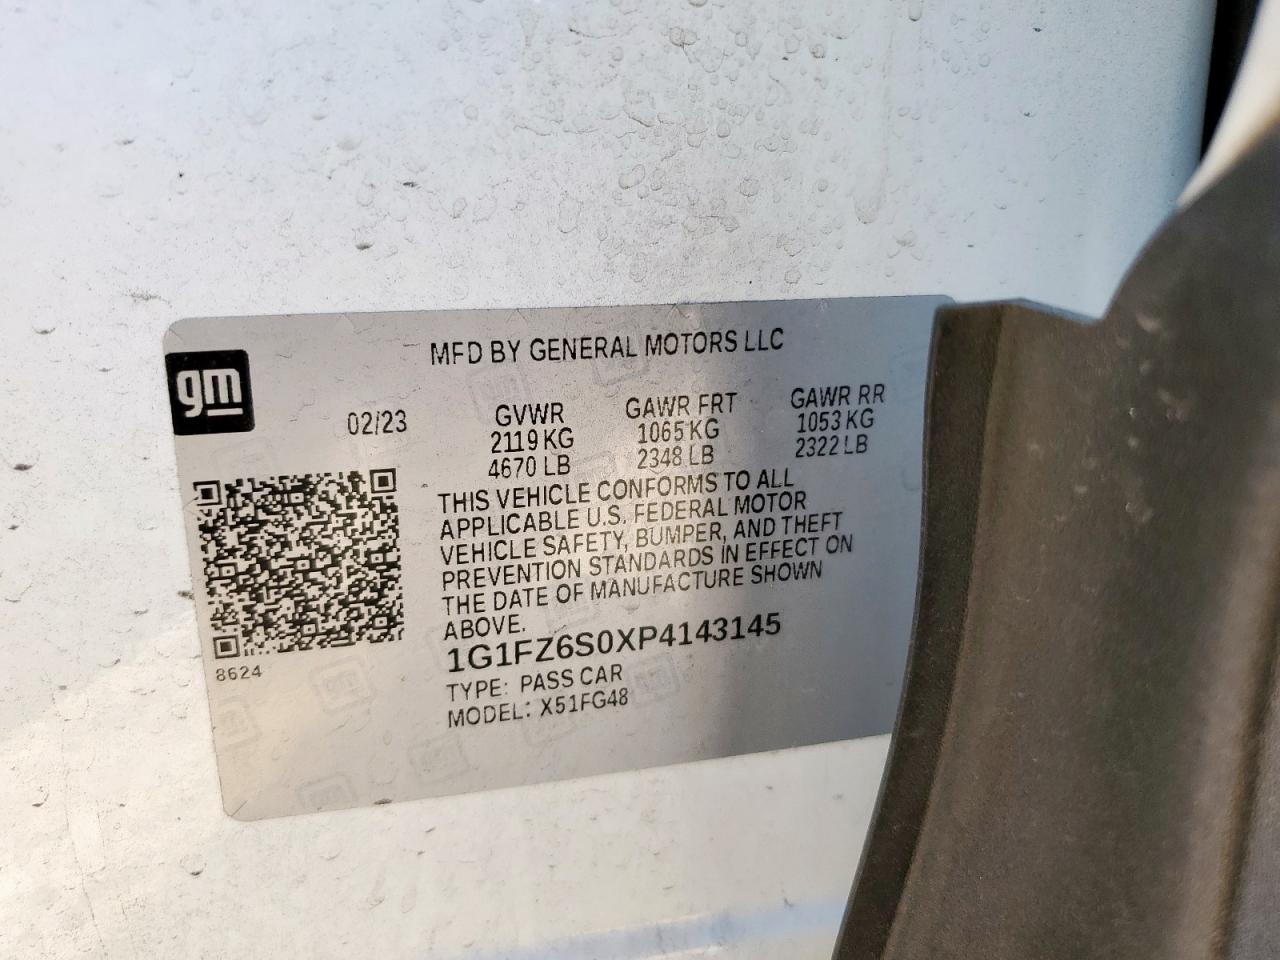 MFD BY GENERAL MOTORS LLC
gm
02/23
GVWR
2119 KG
4670 LB
GAWR FRT
1065 KG
2348 LB
GAWR RR
1053 KG
2322 LB
THIS VEHICLE CONFORMS TO ALL
APPLICABLE U.S. FEDERAL MOTOR
VEHICLE SAFETY, BUMPER, AND THEFT
PREVENTION STANDARDS IN EFFECT ON
THE DATE OF MANUFACTURE SHOWN
ABOVE.
1G1FZ6S0XP4143145
TYPE: PASS CAR
MODEL: X51FG48
8624